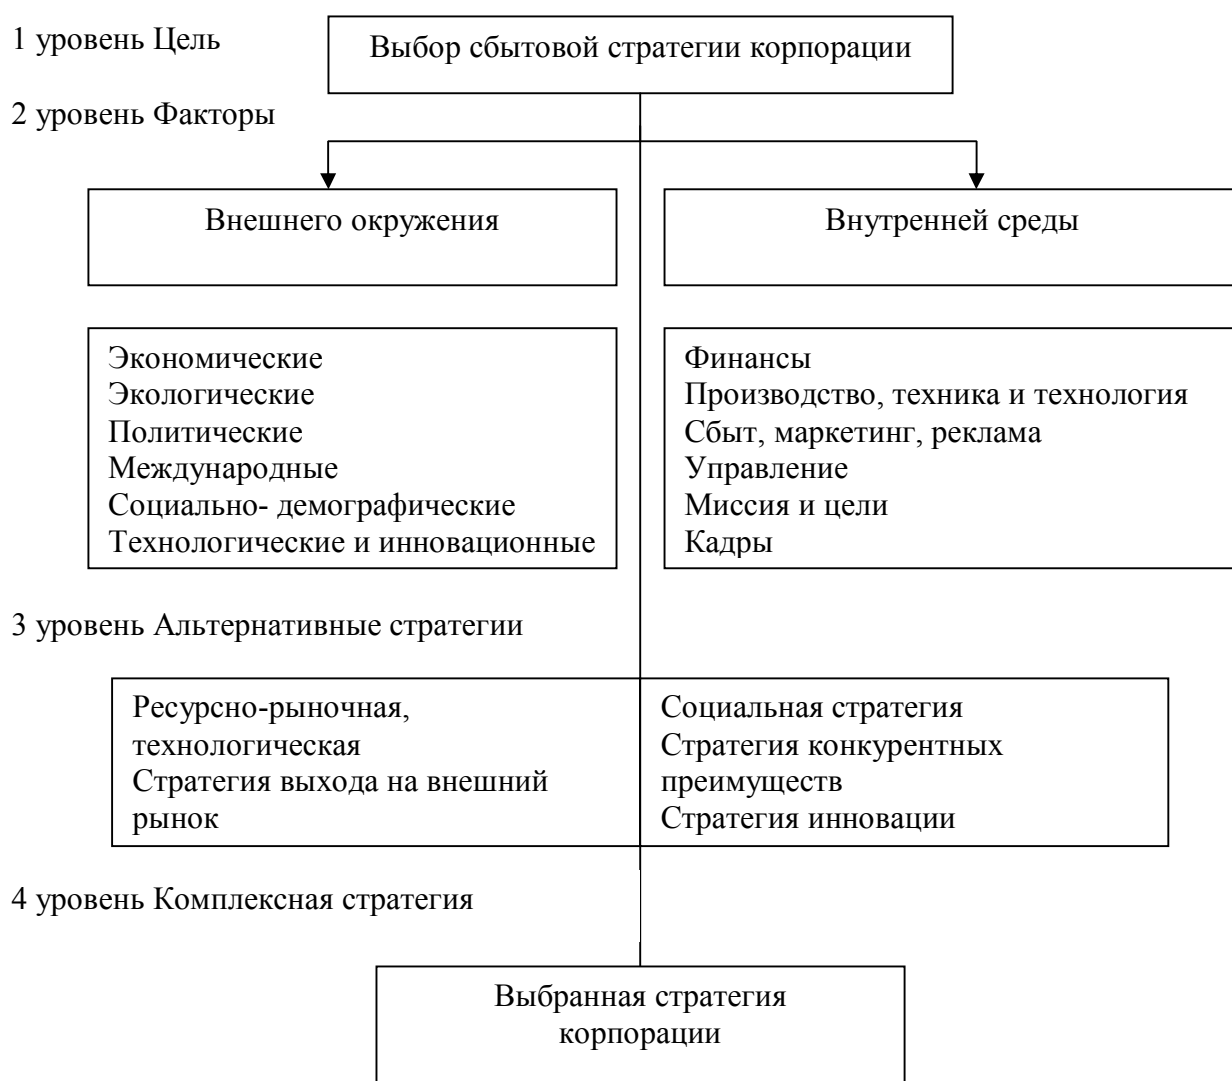 1 уровень Цель
Выбор сбытовой стратегии корпорации
2 уровень Факторы
Внешнего окружения
Внутренней среды
Экономические
Экологические
Политические
Международные
Социально- демографические
Технологические и инновационные
Финансы
Производство, техника и технология
Сбыт, маркетинг, реклама
Управление
Миссия и цели
Кадры
3 уровень Альтернативные стратегии
Ресурсно-рыночная,
технологическая
Стратегия выхода на внешний
рынок
Социальная стратегия
Стратегия конкурентных
преимуществ
Стратегия инновации
4 уровень Комплексная стратегия
Выбранная стратегия
корпорации